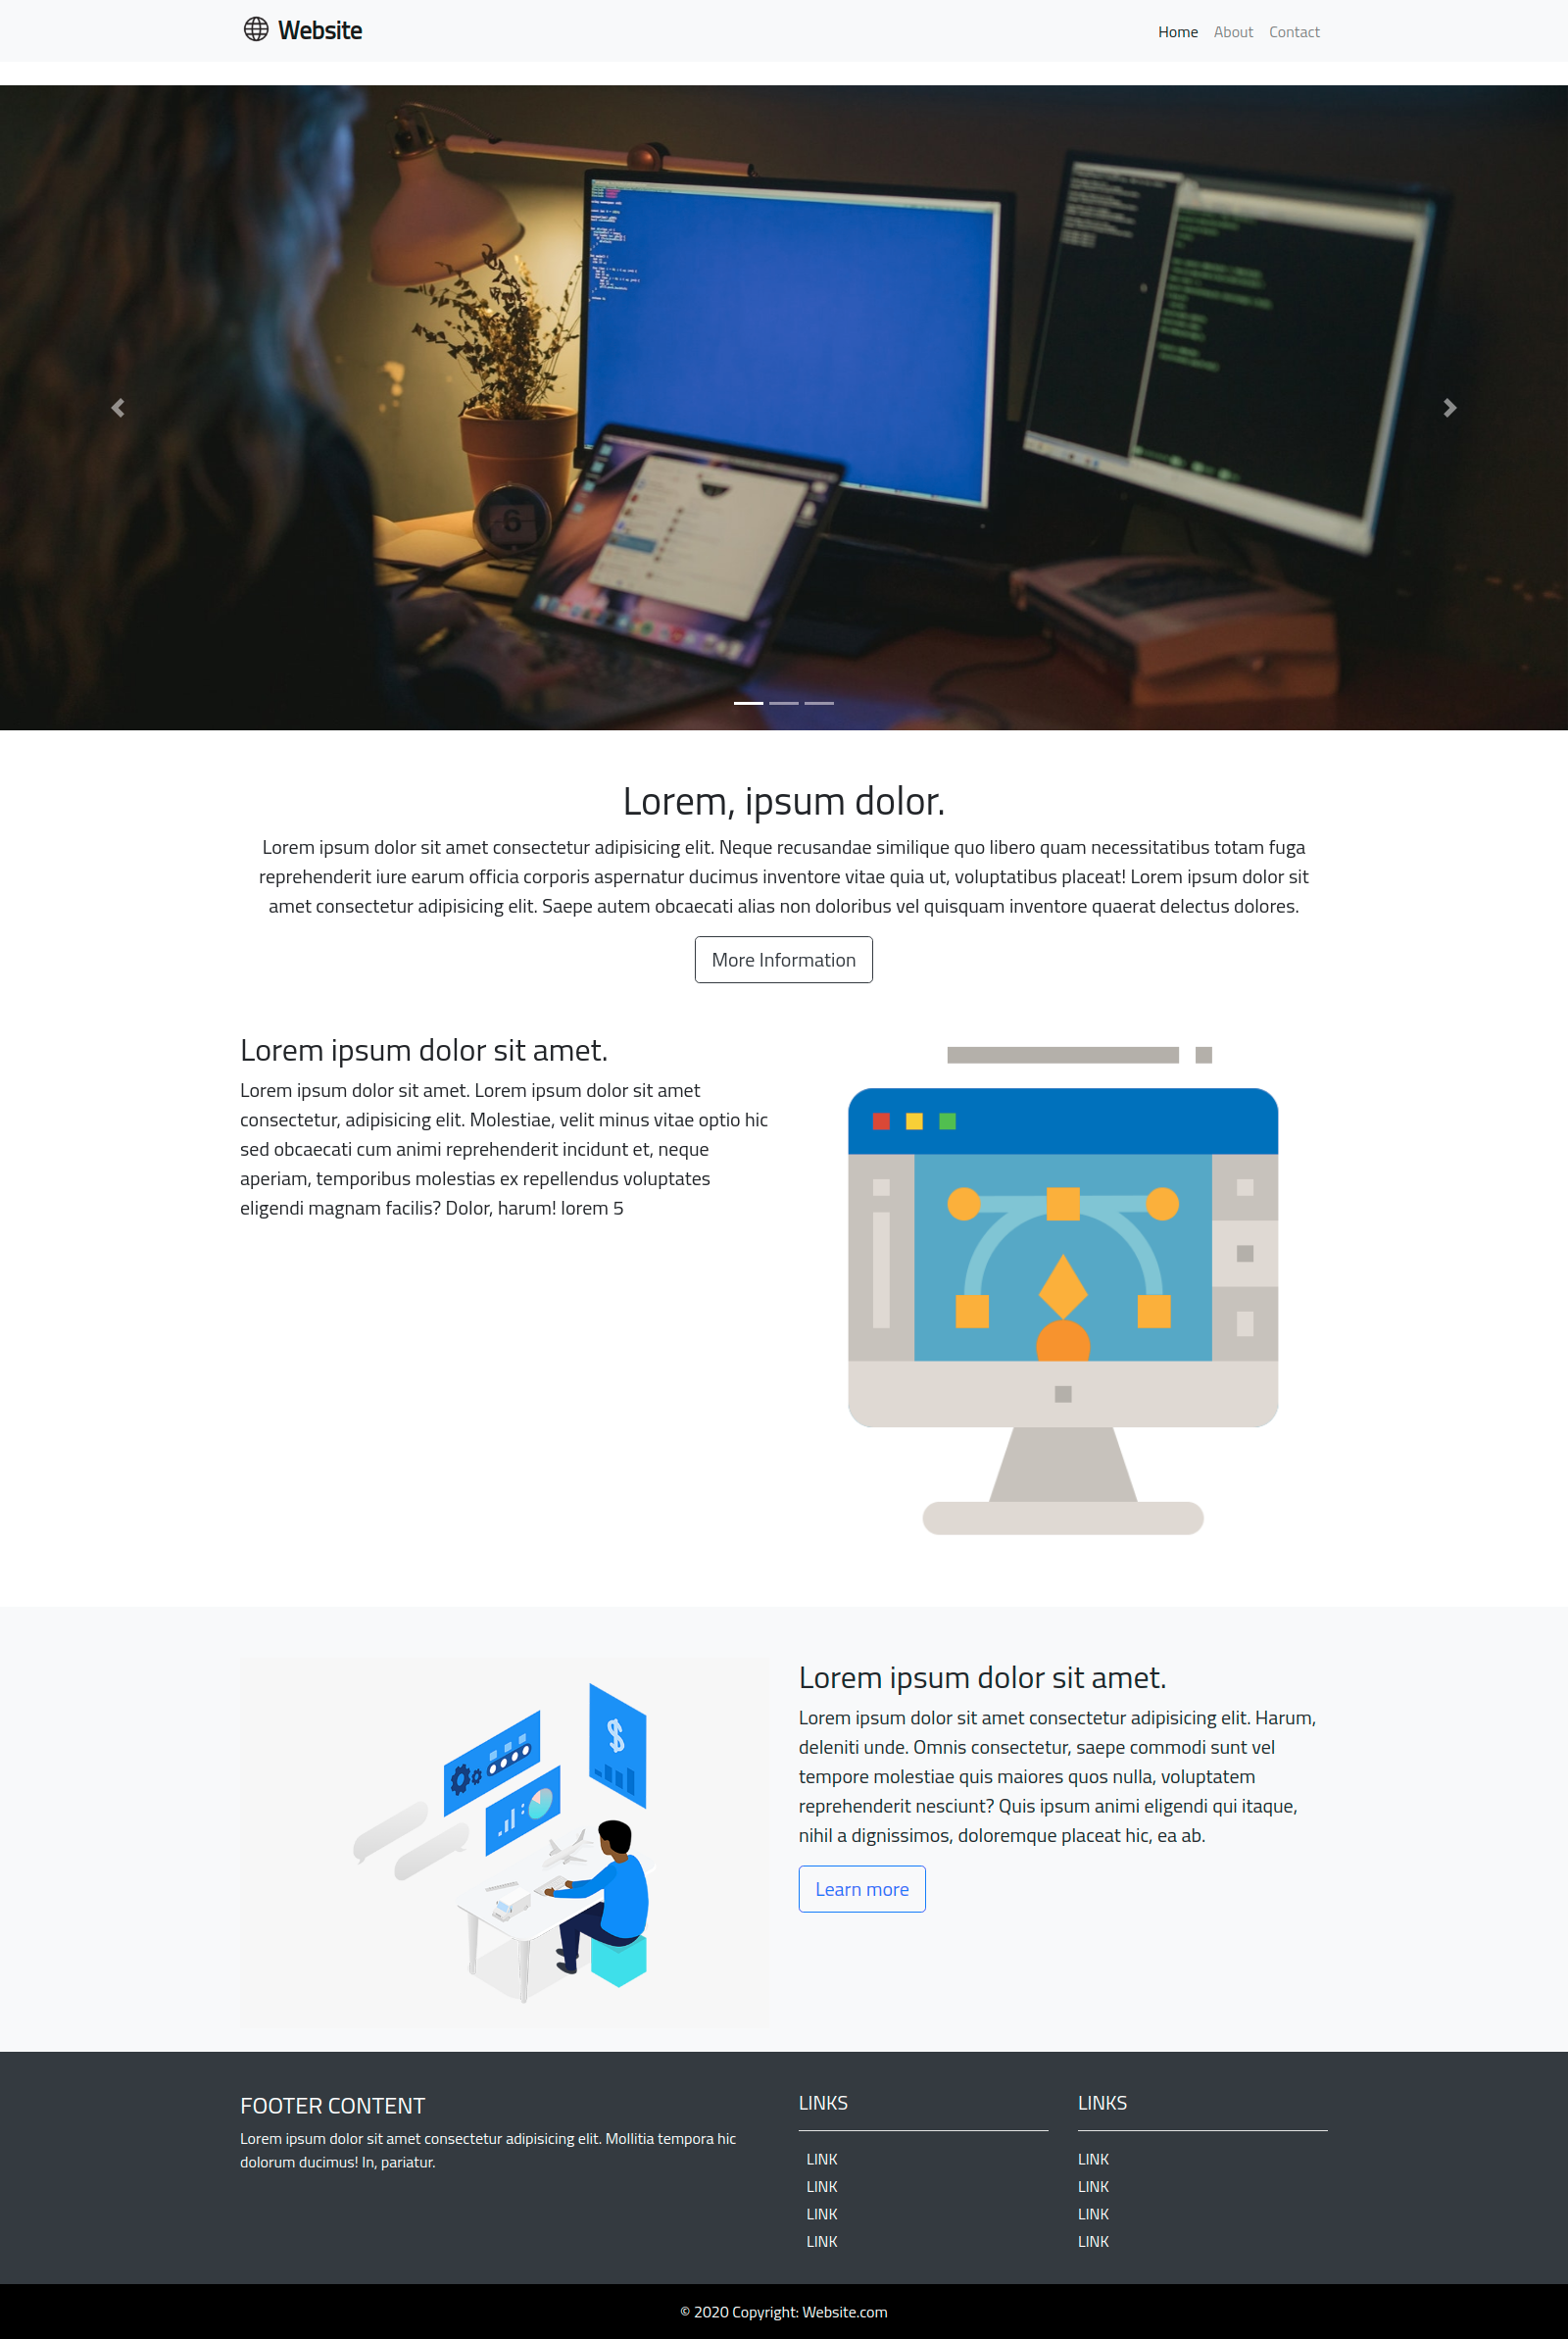 Website
Home About Contact
6
Lorem, ipsum dolor.
Lorem ipsum dolor sit amet consectetur adipisicing elit. Neque recusandae similique quo libero quam necessitatibus totam fuga
reprehenderit iure earum officia corporis aspernatur ducimus inventore vitae quia ut, voluptatibus placeat! Lorem ipsum dolor sit
amet consectetur adipisicing elit. Saepe autem obcaecati alias non doloribus vel quisquam inventore quaerat delectus dolores.
More Information
Lorem ipsum dolor sit amet.
Lorem ipsum dolor sit amet. Lorem ipsum dolor sit amet
consectetur, adipisicing elit. Molestiae, velit minus vitae optio hic
sed obcaecati cum animi reprehenderit incidunt et, neque
aperiam, temporibus molestias ex repellendus voluptates
eligendi magnam facilis? Dolor, harum! lorem 5
$
Lorem ipsum dolor sit amet.
Lorem ipsum dolor sit amet consectetur adipisicing elit. Harum,
deleniti unde. Omnis consectetur, saepe commodi sunt vel
tempore molestiae quis maiores quos nulla, voluptatem
reprehenderit nesciunt? Quis ipsum animi eligendi qui itaque,
nihil a dignissimos, doloremque placeat hic, ea ab.
Learn more
FOOTER CONTENT
Lorem ipsum dolor sit amet consectetur adipisicing elit. Mollitia tempora hic
dolorum ducimus! In, pariatur.
LINKS
LINK
LINK
LINK
LINK
LINKS
LINK
LINK
LINK
LINK
© 2020 Copyright: Website.com